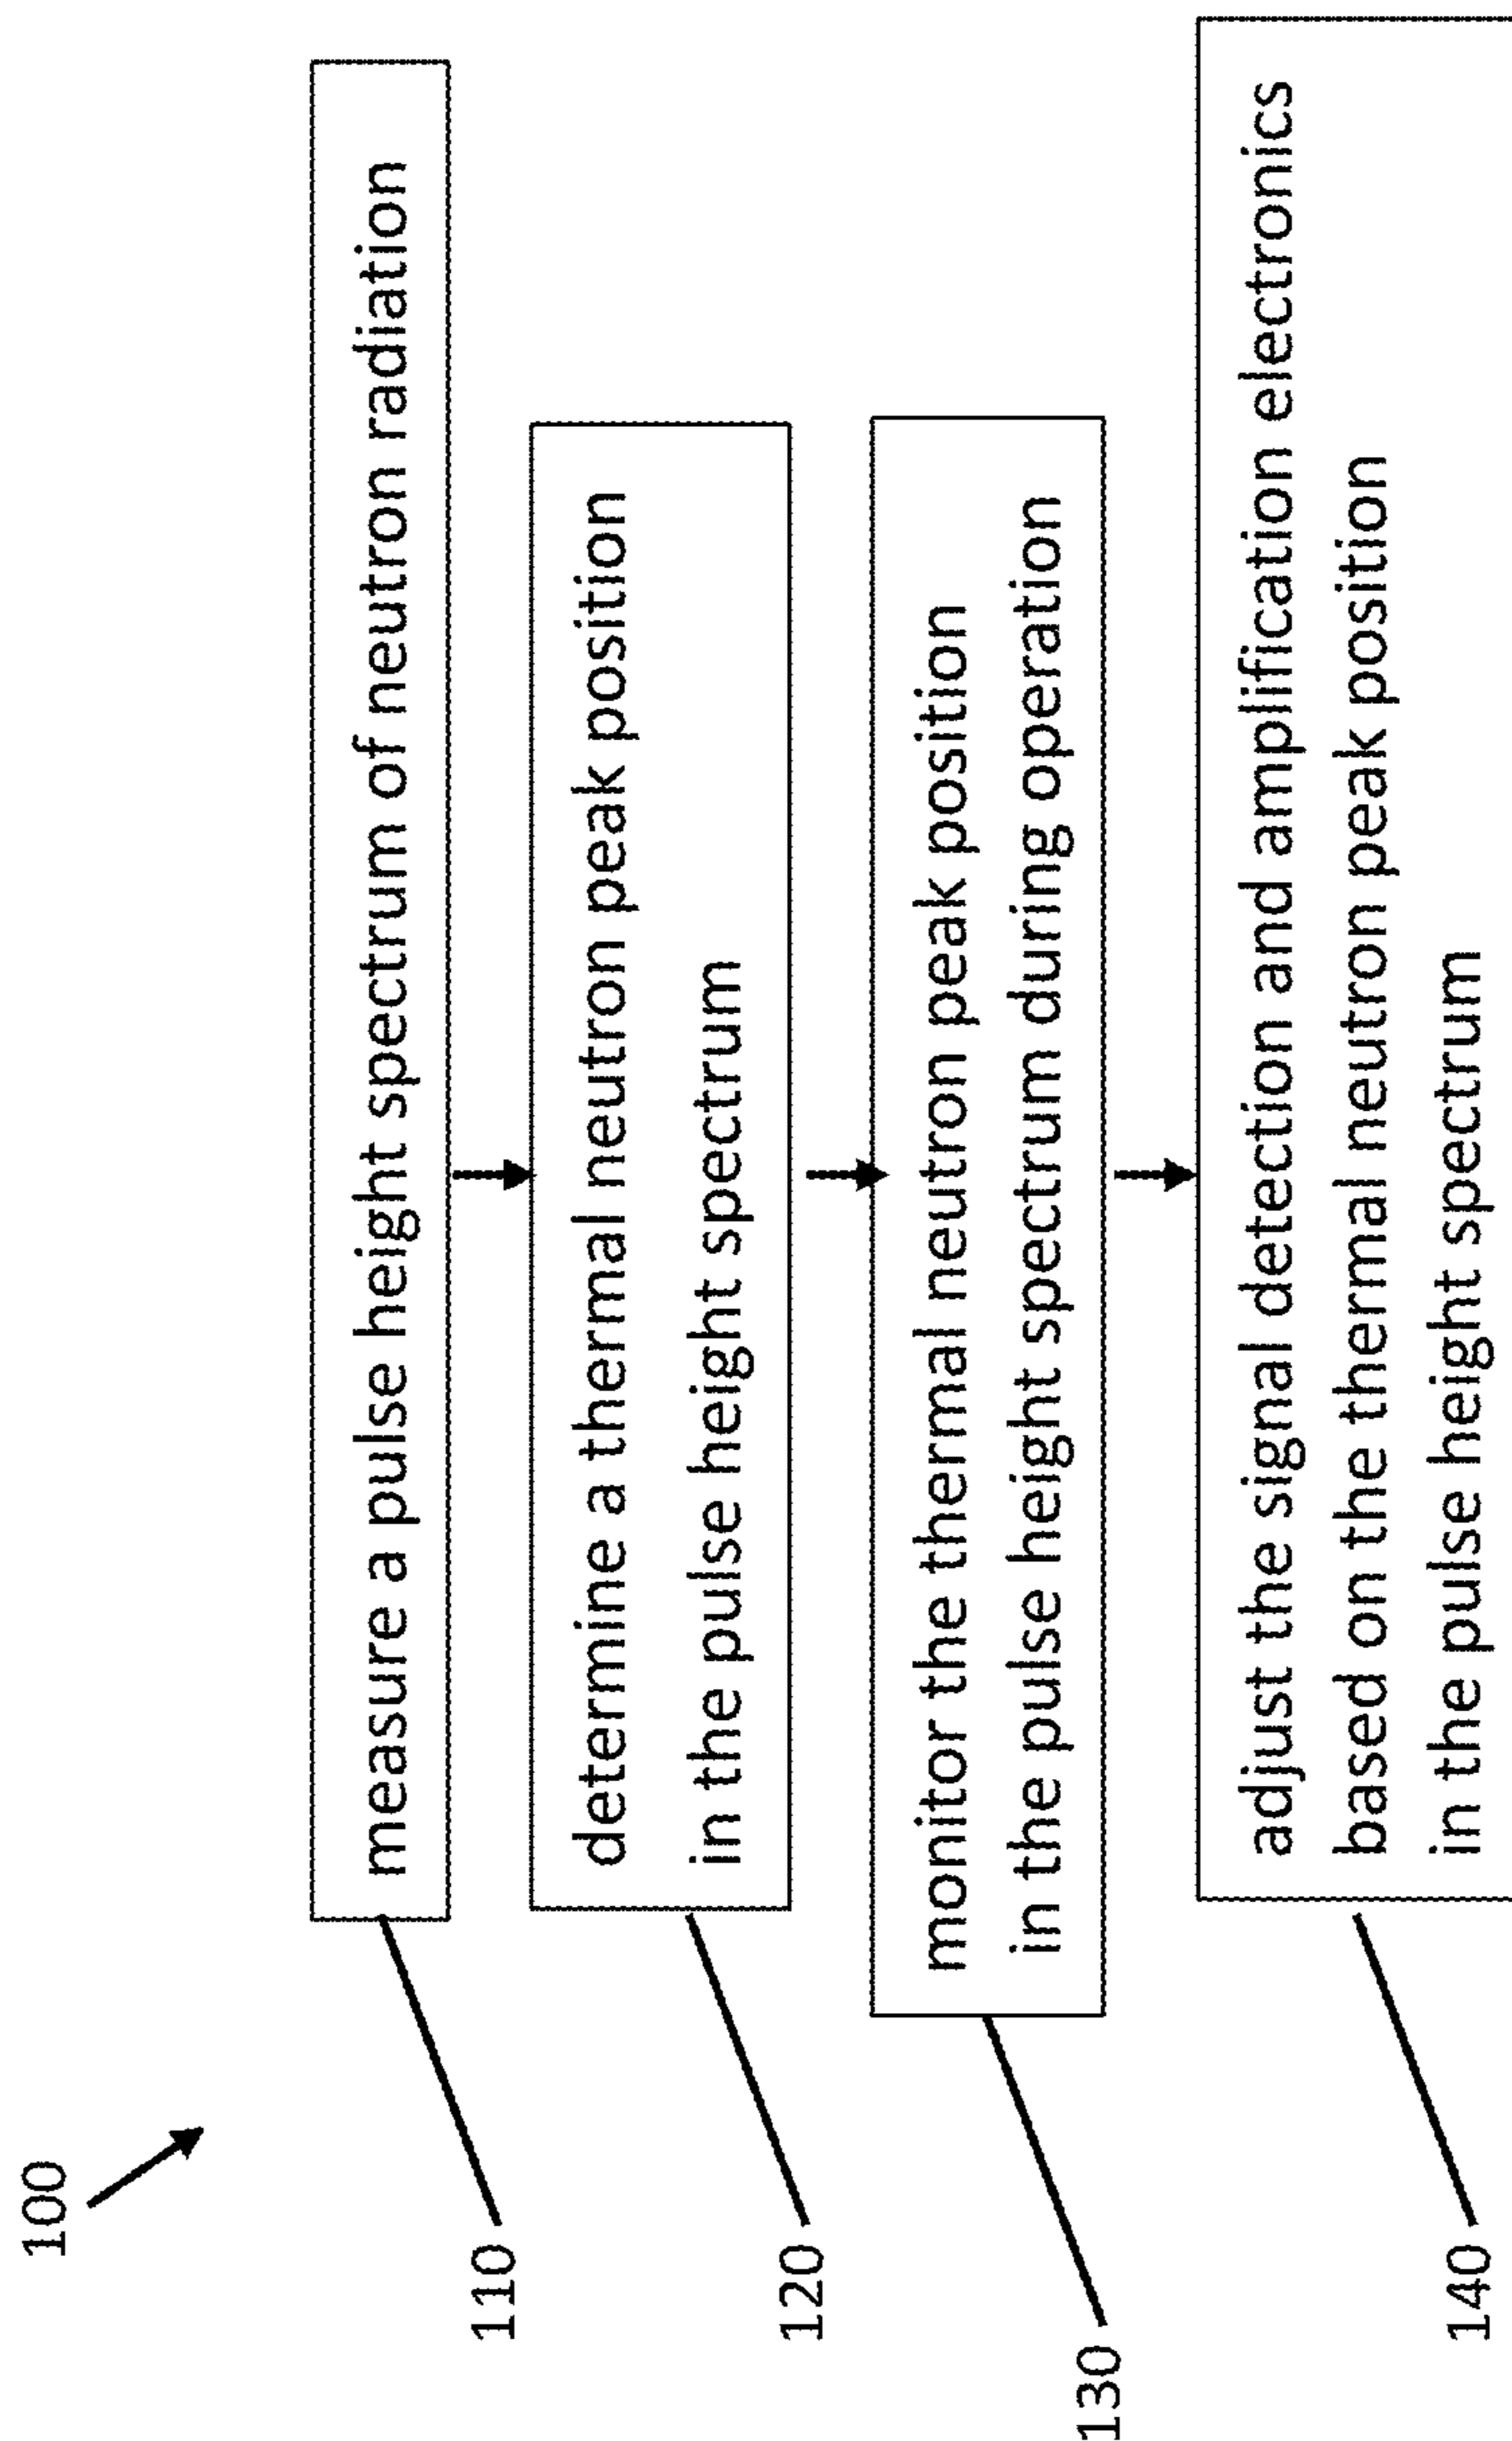 100
110
measure a pulse height spectrum of neutron radiation
120
determine a thermal neutron peak position
in the pulse height spectrum
130
monitor the thermal neutron peak position
in the pulse height spectrum during operation
140
adjust the signal detection and amplification electronics
based on the thermal neutron peak position
in the pulse height spectrum